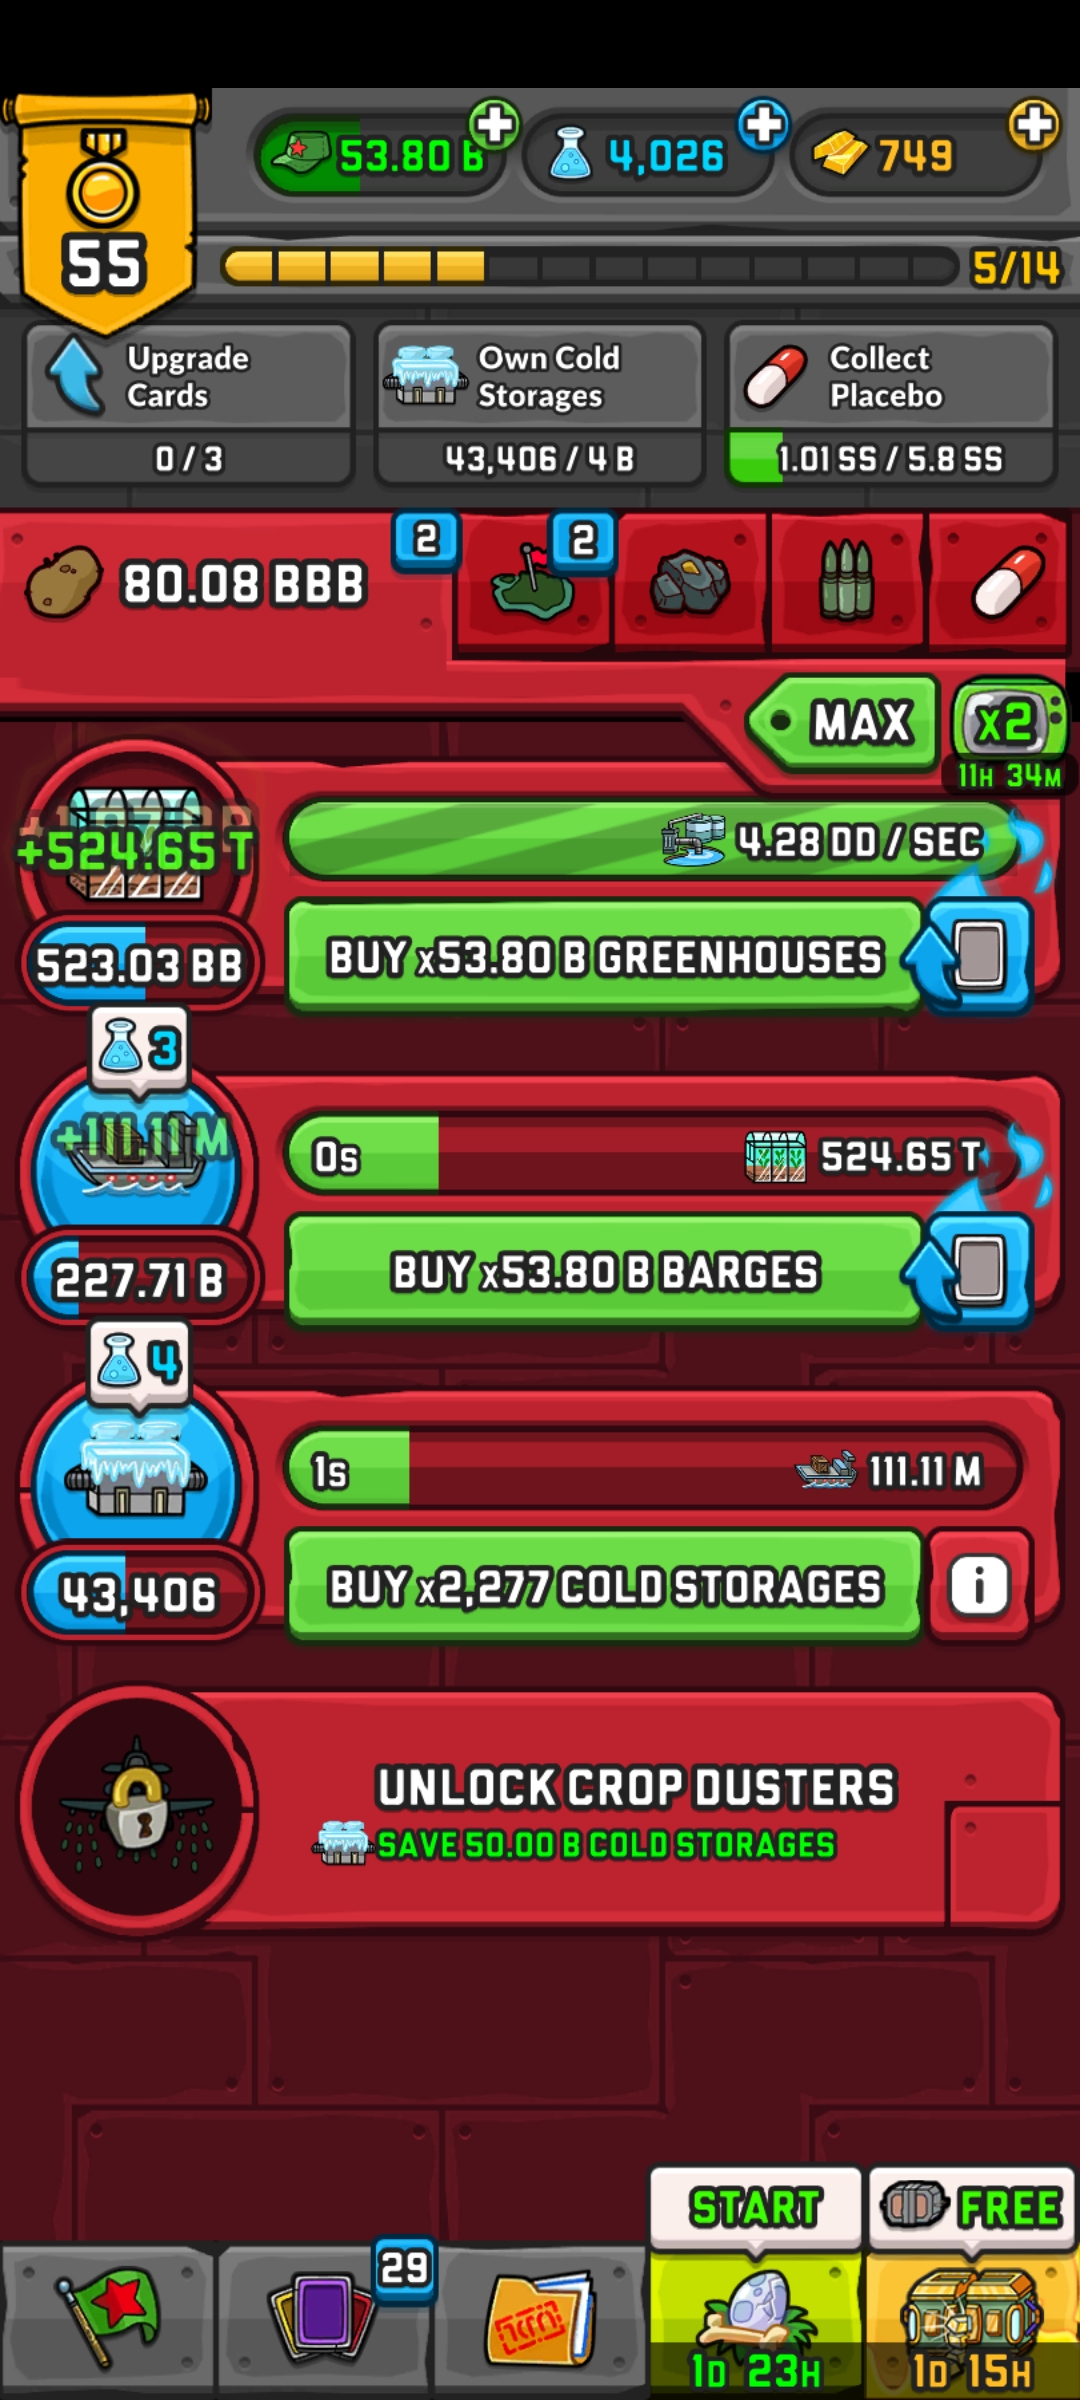 55
53.80 B
4,026
749
5/14
Upgrade
Cards
0 / 3
Own Cold
Storages
43,406 / 4 B
Collect
Placebo
1.01 SS / 5.8 SS
80.08 BBB
2
2
MAX
x2
11H 34M
+524.65 T
4.28 DD / SEC
523.03 BB
BUY x53.80 B GREENHOUSES
3
+111.11 M
0s
524.65 T
227.71 B
BUY x53.80 B BARGES
4
1s
111.11 M
43,406
BUY x2,277 COLD STORAGES
i
UNLOCK CROP DUSTERS
SAVE 50.00 B COLD STORAGES
START
FREE
29
1D 23H
1D 15H